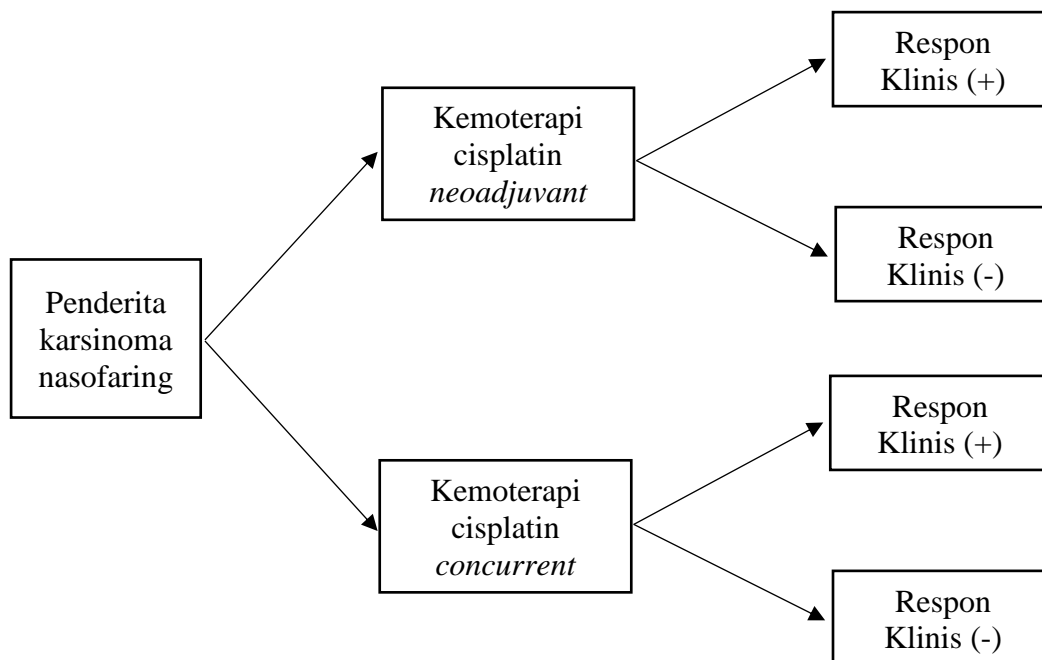 Penderita
karsinoma
nasofaring
Kemoterapi
cisplatin
neoadjuvant
Respon
Klinis (+)
Respon
Klinis (-)
Kemoterapi
cisplatin
concurrent
Respon
Klinis (+)
Respon
Klinis (-)